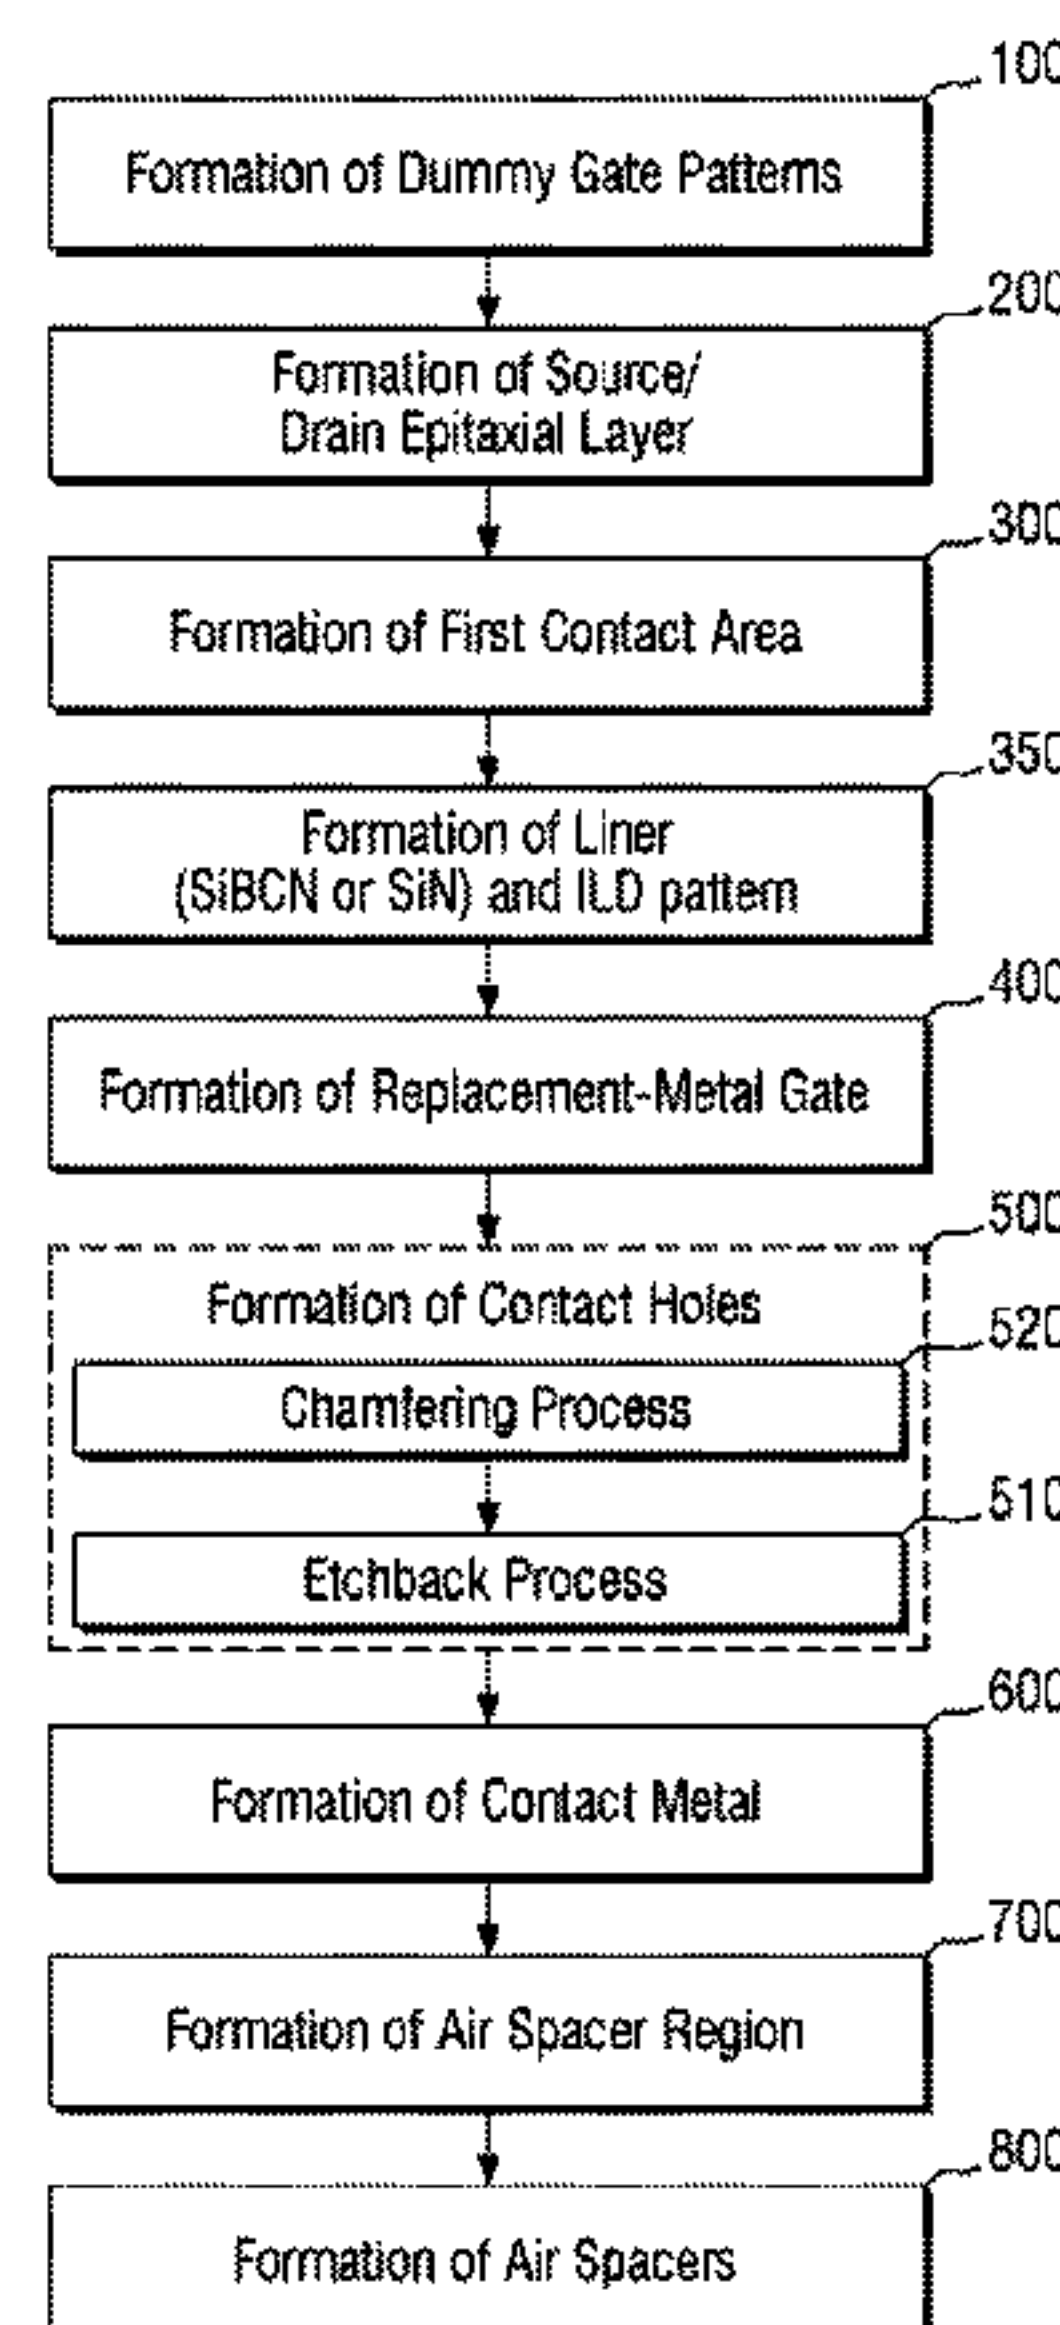 100
Formation of Dummy Gate Patterns
200
Formation of Source/
Drain Epitaxial Layer
300
Formation of First Contact Area
350
Formation of Liner
(SiBCN or SiN) and ILD pattern
400
Formation of Replacement-Metal Gate
500
Formation of Contact Holes
520
Chamfering Process
510
Etchback Process
600
Formation of Contact Metal
700
Formation of Air Spacer Region
800
Formation of Air Spacers